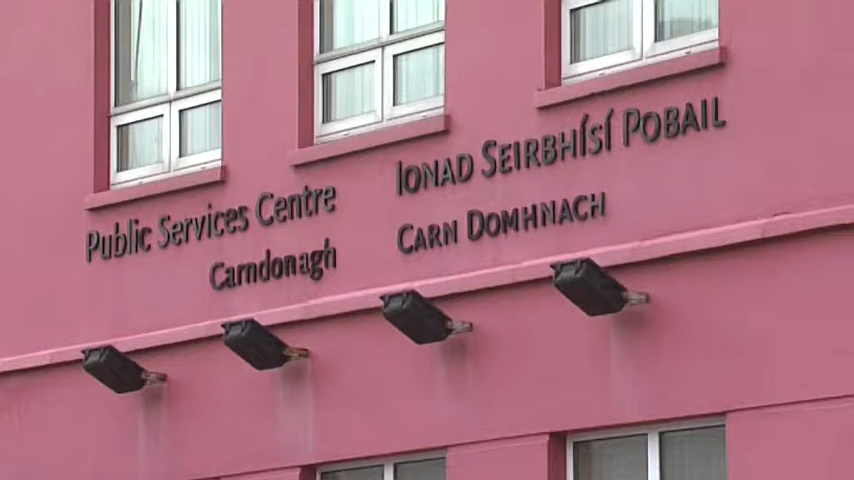 Public Services Centre
Carndonagh
IONAD SEIRBHÍSÍ POBAIL
CARN DOMHNACH